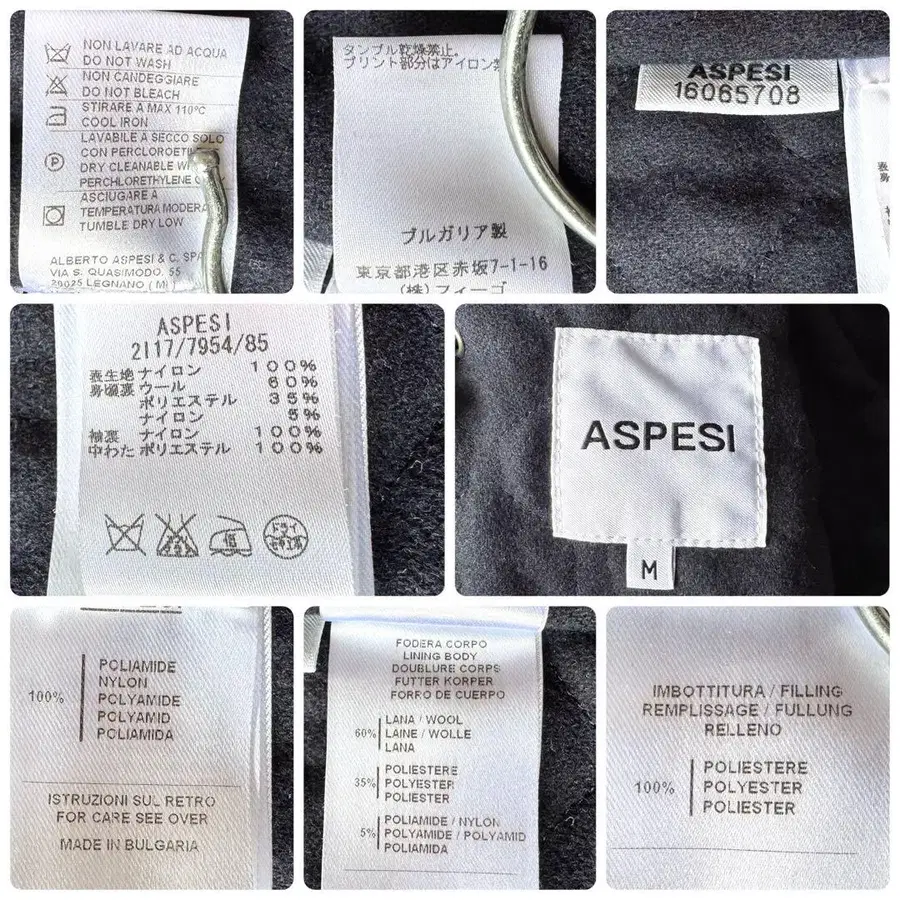 NON LAVARE AD ACQUA
DO NOT WASH
NON CANDEGGIARE
DO NOT BLEACH
STIRARE A MAX 110°C
COOL IRON
LAVABILE A SECCO SOLO
CON
DRY CLEANABLE
PERCHLORETHYLENE
P
ASCIUGARE A
TEMPERATURA
TUMBLE DRY LOW
ALBERTO ASPESI & C.
VIA S. QUASIMODO, 55
20025 LEGNANO
タンブル乾燥禁止。
プリント部分はアイロン
ブルガリア製
東京都港区赤坂7-1-16
(株)フィーゴ
ASPESI
16065708
ASPESI
2I17/7954/85
表生地 ナイロン 100%
身頃裏 ウール 60%
ポリエステル 35%
ナイロン 5%
袖裏 ナイロン 100%
中わた ポリエステル 100%
ドライ
ASPESI
M
100%
POLIAMIDE
NYLON
POLYAMIDE
POLYAMID
POLIAMIDA
ISTRUZIONI SUL RETRO
FOR CARE SEE OVER
MADE IN BULGARIA
FODERA CORPO
LINING BODY
DOUBLURE CORPS
FUTTER KORPER
FORRO DE CUERPO
60%
LANA / WOOL
LAINE / WOLLE
LANA
35%
POLIESTERE
POLYESTER
POLIESTER
5%
POLIAMIDE / NYLON
POLYAMIDE / POLYAMID
POLIAMIDA
IMBOTTITURA / FILLING
REMPLISSAGE / FULLUNG
RELLENO
100%
POLIESTERE
POLYESTER
POLIESTER